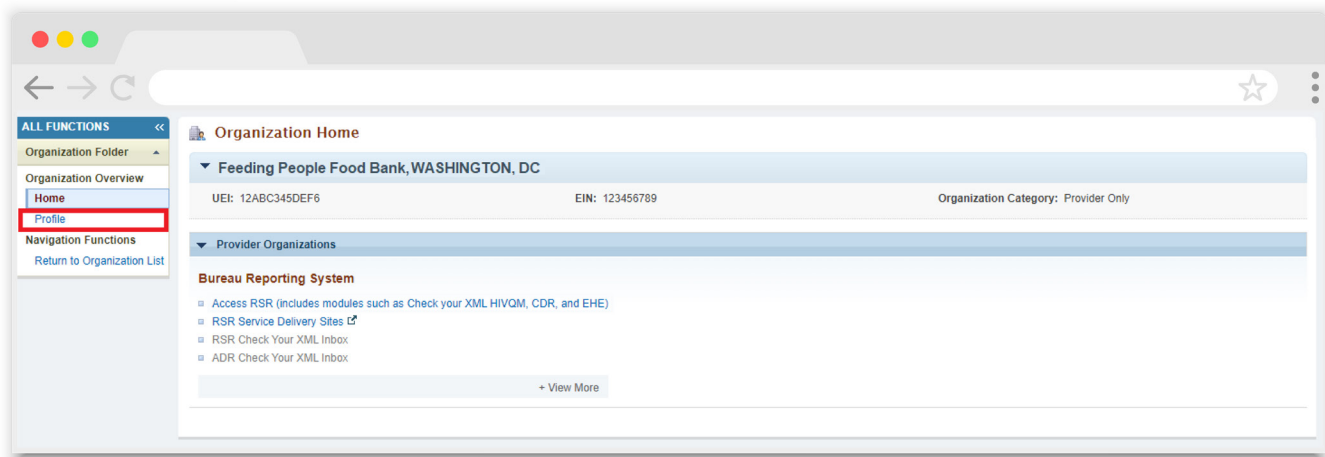 ALL FUNCTIONS «
Organization Folder
Organization Overview
Home
Profile
Navigation Functions
Return to Organization List
Organization Home
Feeding People Food Bank, WASHINGTON, DC
UEI: 12ABC345DEF6 EIN: 123456789 Organization Category: Provider Only
Provider Organizations
Bureau Reporting System
Access RSR (includes modules such as Check your XML HIVQM, CDR, and EHE)
RSR Service Delivery Sites
RSR Check Your XML Inbox
ADR Check Your XML Inbox
+ View More